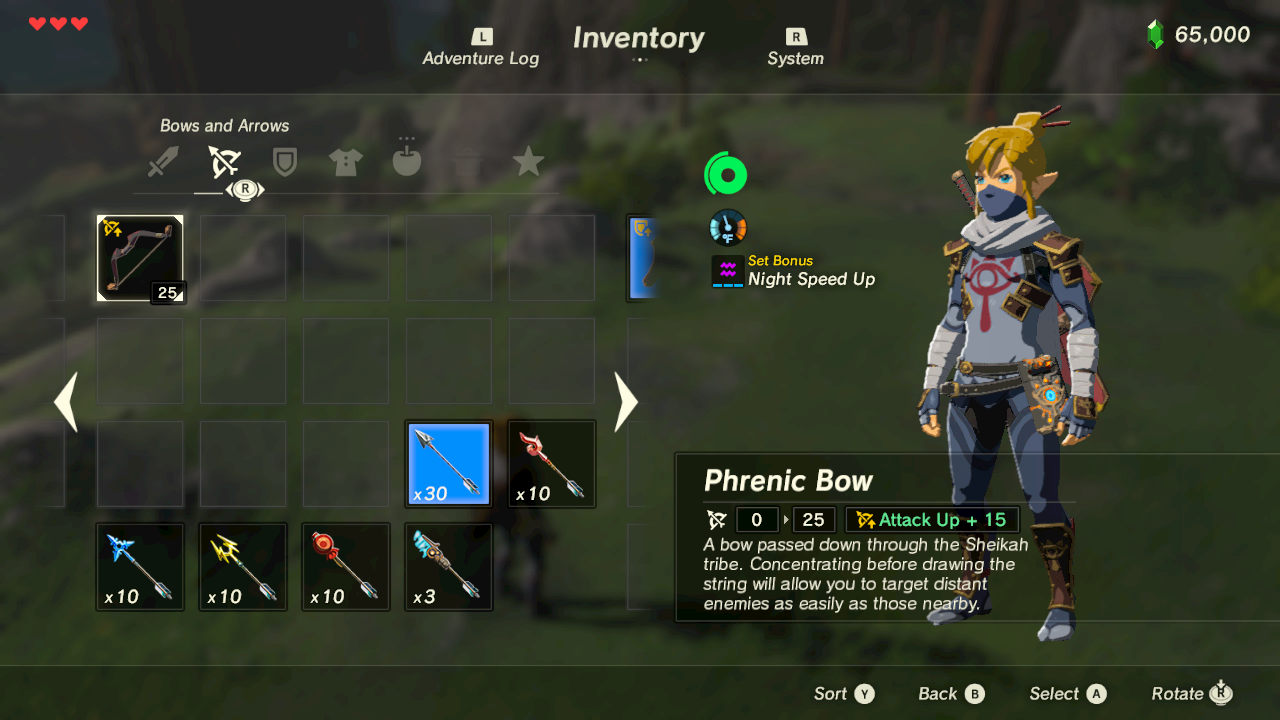 L
Adventure Log
Inventory
R
System
65,000
Bows and Arrows
R
25
°F
Set Bonus
Night Speed Up
x30
x10
x10
x10
x10
x3
Phrenic Bow
0
25
Attack Up + 15
A bow passed down through the Sheikah
tribe. Concentrating before drawing the
string will allow you to target distant
enemies as easily as those nearby.
Sort Y
Back B
Select A
Rotate R